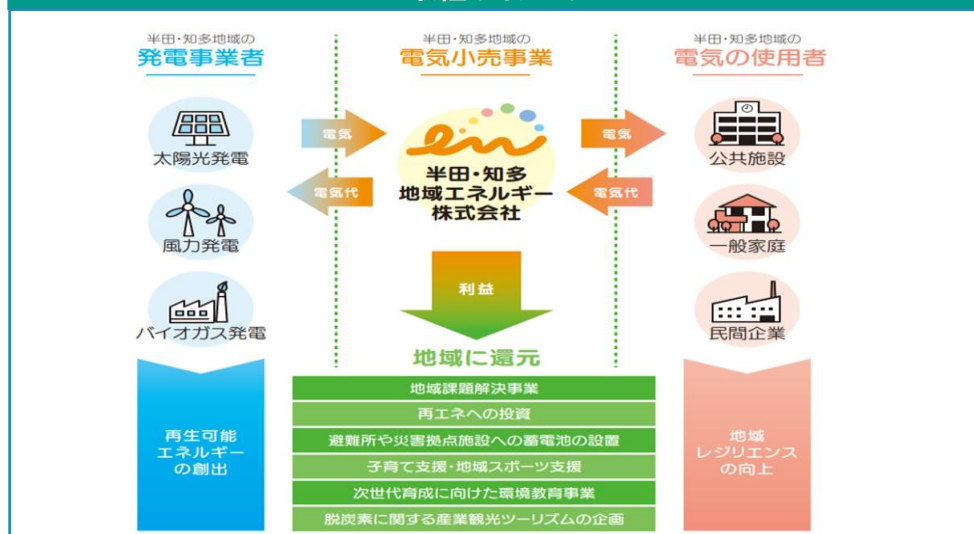 半田・知多地域の
発電事業者
太陽光発電
風力発電
バイオガス発電
再生可能
エネルギー
の創出
電気
電気代
半田・知多地域の
電気小売事業
半田・知多
地域エネルギー
株式会社
利益
地域に還元
地域課題解決事業
再エネへの投資
避難所や災害拠点施設への蓄電池の設置
子育て支援・地域スポーツ支援
次世代育成に向けた環境教育事業
脱炭素に関する産業観光ツーリズムの企画
電気
電気代
半田・知多地域の
電気の使用者
公共施設
一般家庭
民間企業
地域
レジリエンス
の向上